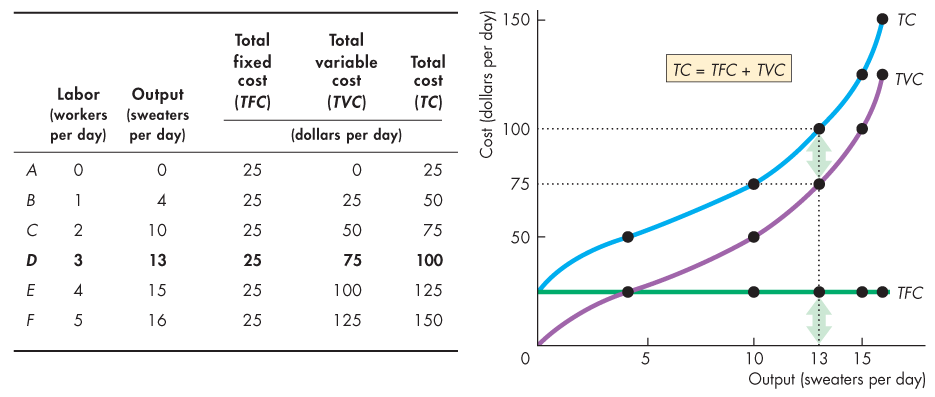 Total Total
fixed variable Total
cost cost cost
(TFC) (TVC) (TC)
Labor Output
(workers (sweaters
per day) per day) (dollars per day)
A 0 0 25 0 25
B 1 4 25 25 50
C 2 10 25 50 75
D 3 13 25 75 100
E 4 15 25 100 125
F 5 16 25 125 150
Cost (dollars per day)
150
100
75
50
0 5 10 13 15
Output (sweaters per day)
TC = TFC + TVC
TC
TVC
TFC